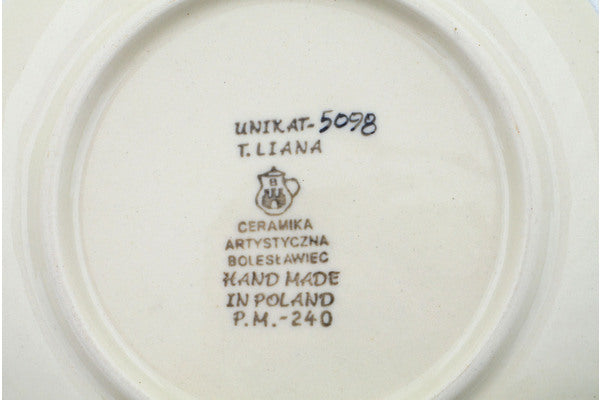 UNIKAT-5098
T. LIANA
B
CERAMIKA
ARTYSTYCZNA
BOLESŁAWIEC
HAND MADE
IN POLAND
P.M.-240